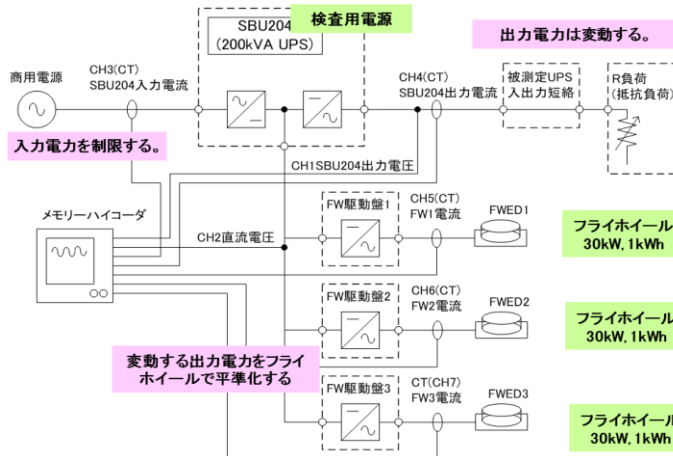 SBU204
(200kVA UPS)
検査用電源
出力電力は変動する。
商用電源
CH3(CT)
SBU204入力電流
CH4(CT)
SBU204出力電流
被測定UPS
入出力短絡
R負荷
(抵抗負荷)
入力電力を制限する。
CH1SBU204出力電圧
メモリーハイコーダ
CH2直流電圧
FW駆動盤1
CH5(CT)
FW1電流
FWED1
フライホイール
30kW, 1kWh
FW駆動盤2
CH6(CT)
FW2電流
FWED2
フライホイール
30kW, 1kWh
変動する出力電力をフライ
ホイールで平準化する
FW駆動盤3
CT(CH7)
FW3電流
FWED3
フライホイール
30kW, 1kWh